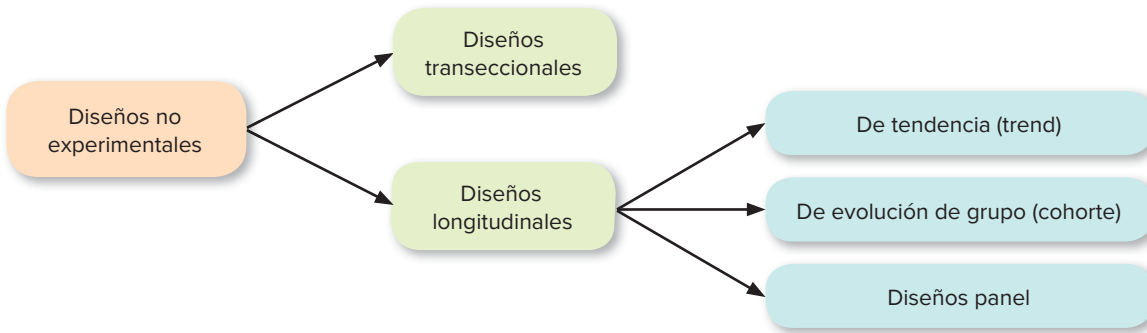 Diseños no
experimentales
Diseños
transeccionales
Diseños
longitudinales
De tendencia (trend)
De evolución de grupo (cohorte)
Diseños panel